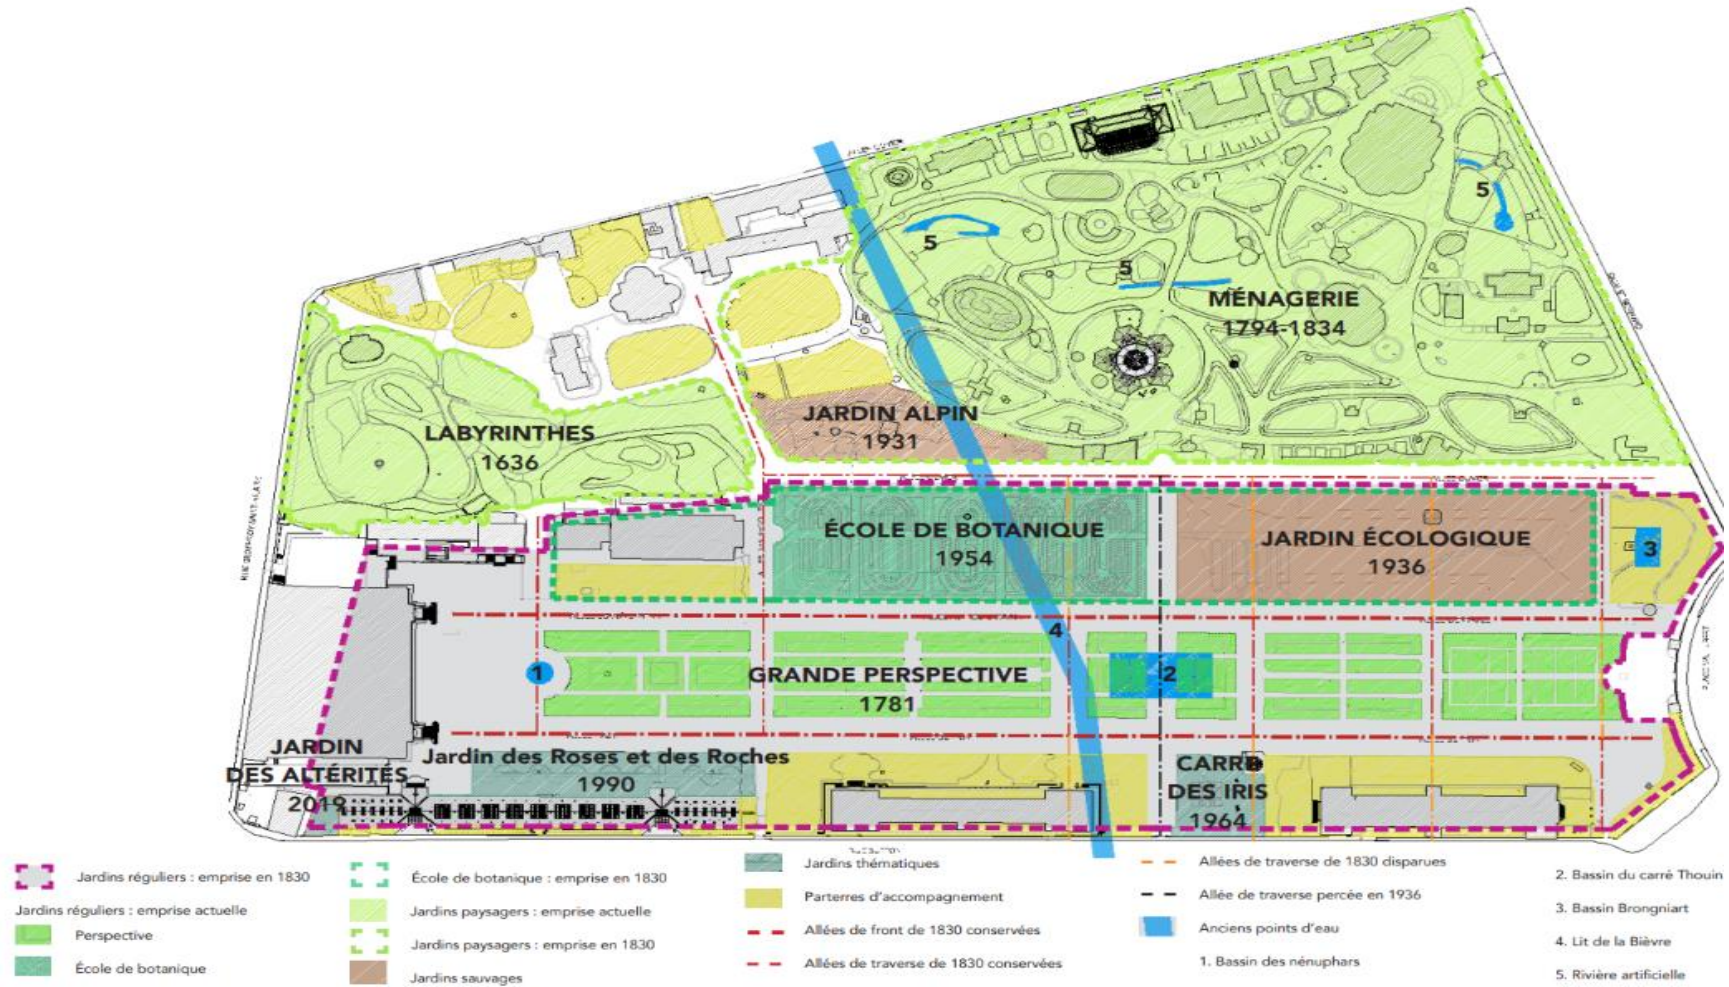 5
5
5
MÉNAGERIE
1794-1834
JARDIN ALPIN
1931
LABYRINTHES
1636
ÉCOLE DE BOTANIQUE
1954
JARDIN ÉCOLOGIQUE
1936
3
4
1
2
GRANDE PERSPECTIVE
1781
JARDIN
DES ALTÉRITÉS
2019
Jardin des Roses et des Roches
1990
CARRÉ
DES IRIS
1964
Jardins réguliers : emprise en 1830
Jardins réguliers : emprise actuelle
Perspective
École de botanique
École de botanique : emprise en 1830
Jardins paysagers : emprise actuelle
Jardins paysagers : emprise en 1830
Jardins sauvages
Jardins thématiques
Parterres d'accompagnement
Allées de front de 1830 conservées
Allées de traverse de 1830 conservées
Allées de traverse de 1830 disparues
Allée de traverse percée en 1936
Anciens points d'eau
1. Bassin des nénuphars
2. Bassin du carré Thouin
3. Bassin Brongniart
4. Lit de la Bièvre
5. Rivière artificielle